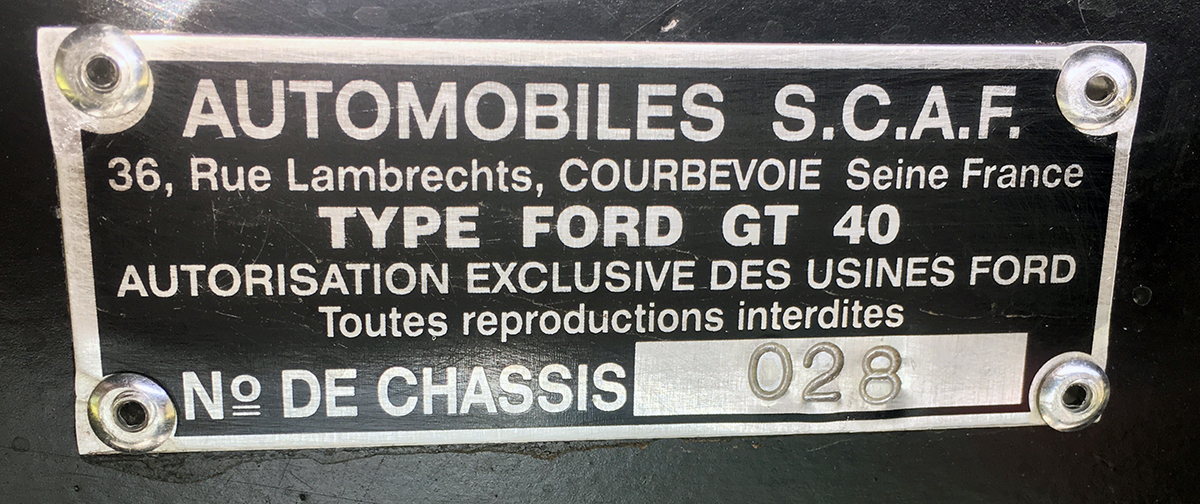 AUTOMOBILES S.C.A.F.
36, Rue Lambrechts, COURBEVOIE Seine France
TYPE FORD GT 40
AUTORISATION EXCLUSIVE DES USINES FORD
Toutes reproductions interdites
Nº DE CHASSIS 028